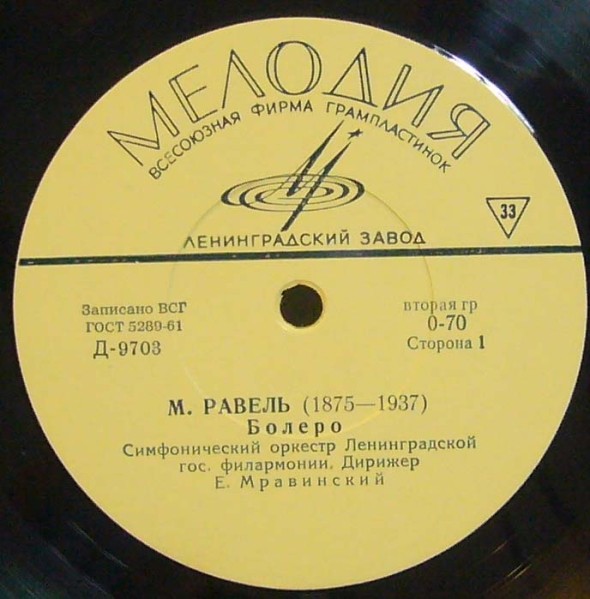 МЕЛОДИЯ
ВСЕСОЮЗНАЯ ФИРМА ГРАМПЛАСТИНОК
33
ЛЕНИНГРАДСКИЙ ЗАВОД
Записано ВСГ
ГОСТ 5289-61
Д-9703
вторая гр
0-70
Сторона 1
М. РАВЕЛЬ (1875—1937)
Болеро
Симфонический оркестр Ленинградской
гос. филармонии. Дирижер
Е. Мравинский